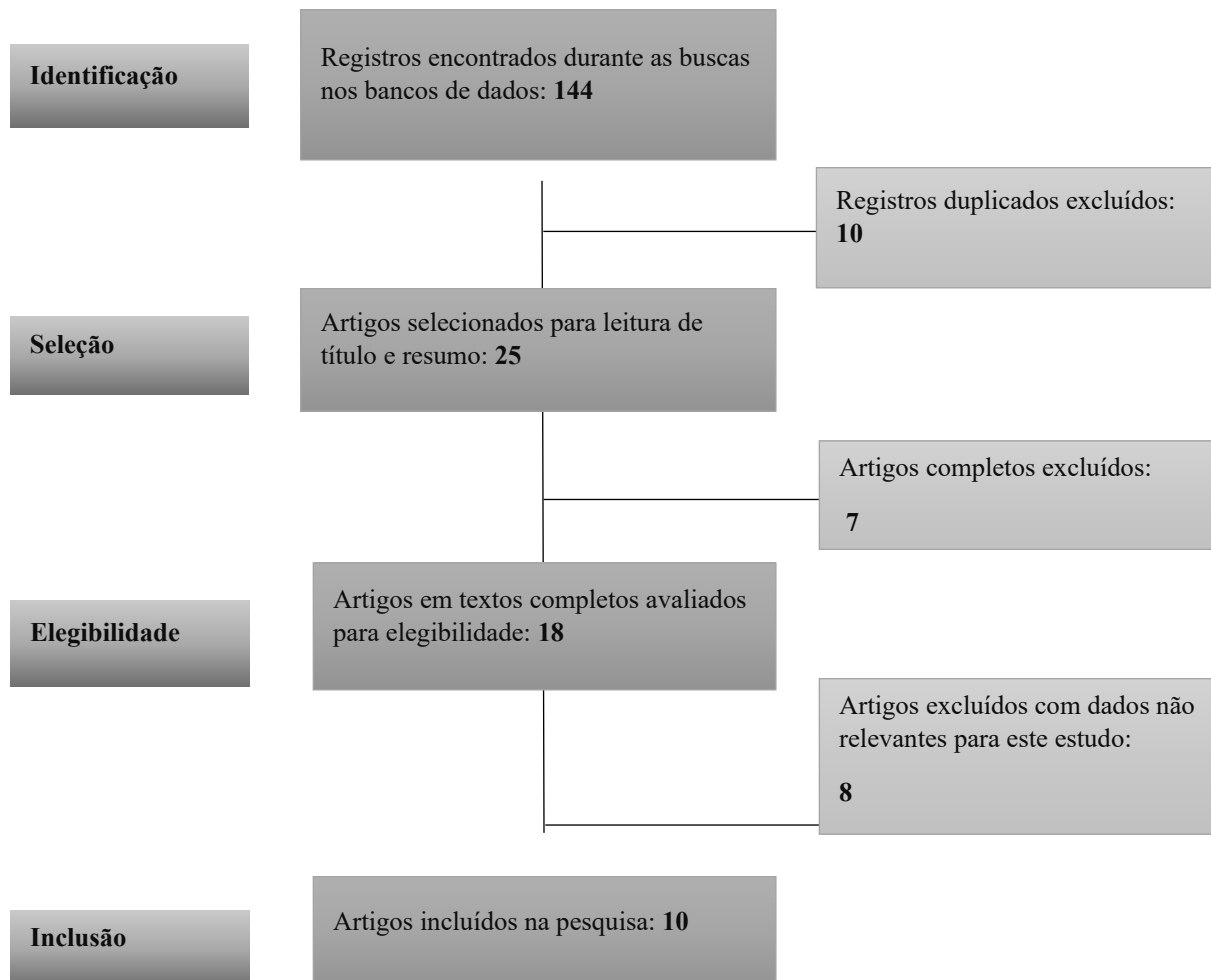 Identificação
Registros encontrados durante as buscas
nos bancos de dados: 144
Registros duplicados excluídos:
10
Seleção
Artigos selecionados para leitura de
título e resumo: 25
Artigos completos excluídos:
7
Elegibilidade
Artigos em textos completos avaliados
para elegibilidade: 18
Artigos excluídos com dados não
relevantes para este estudo:
8
Inclusão
Artigos incluídos na pesquisa: 10